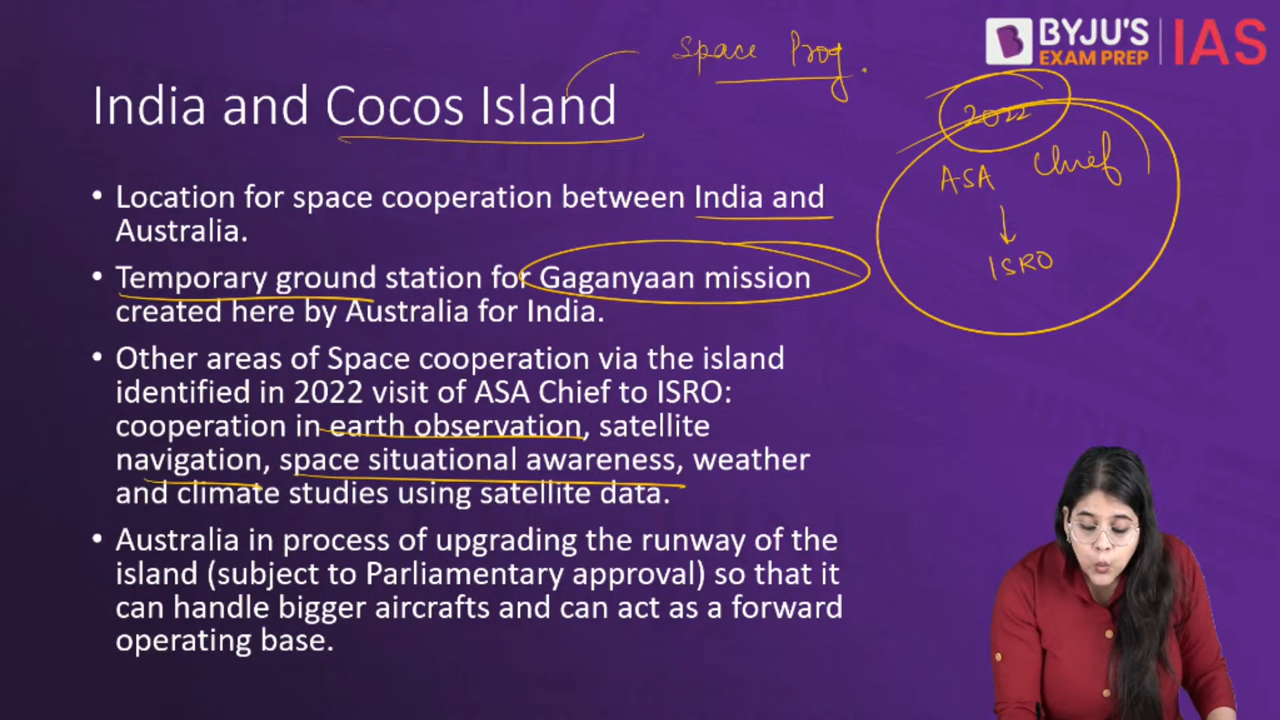 Space Prog.
BYJU'S
EXAM PREP
IAS
India and Cocos Island
2022
ASA Chief
ISRO
• Location for space cooperation between India and
Australia.
• Temporary ground station for Gaganyaan mission
created here by Australia for India.
• Other areas of Space cooperation via the island
identified in 2022 visit of ASA Chief to ISRO:
cooperation in earth observation, satellite
navigation, space situational awareness, weather
and climate studies using satellite data.
• Australia in process of upgrading the runway of the
island (subject to Parliamentary approval) so that it
can handle bigger aircrafts and can act as a forward
operating base.